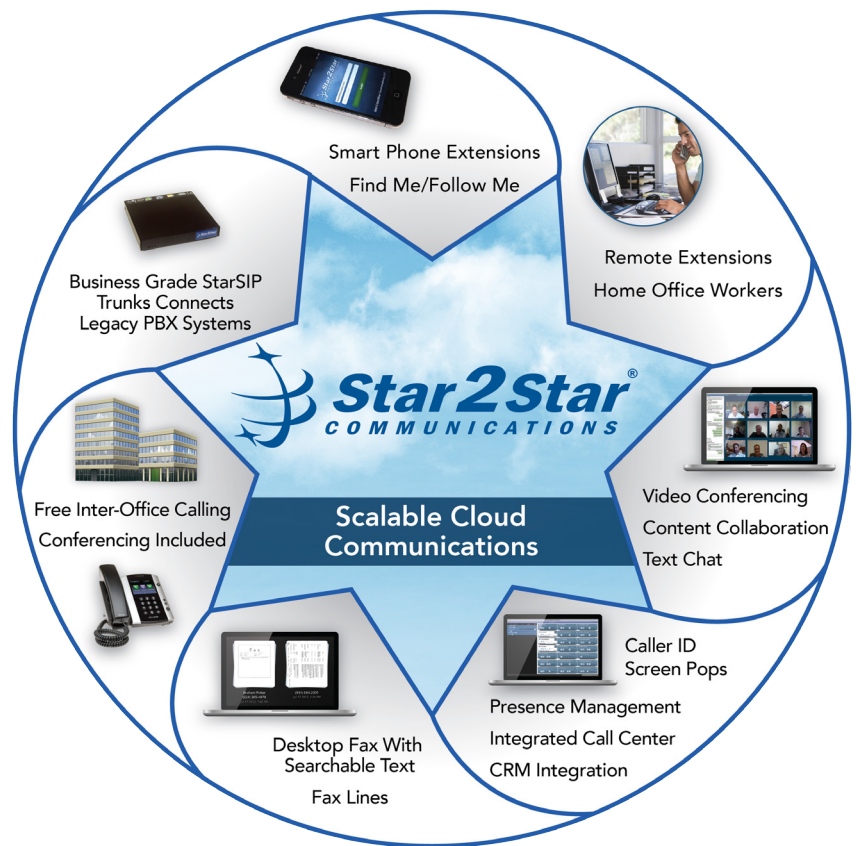 Star2Star
Smart Phone Extensions
Find Me/Follow Me
Remote Extensions
Home Office Workers
Business Grade StarSIP
Trunks Connects
Legacy PBX Systems
Star2Star®
COMMUNICATIONS
Scalable Cloud
Communications
Video Conferencing
Content Collaboration
Text Chat
Free Inter-Office Calling
Conferencing Included
Caller ID
Screen Pops
Presence Management
Integrated Call Center
CRM Integration
Fax
Desktop Fax With
Searchable Text
Fax Lines